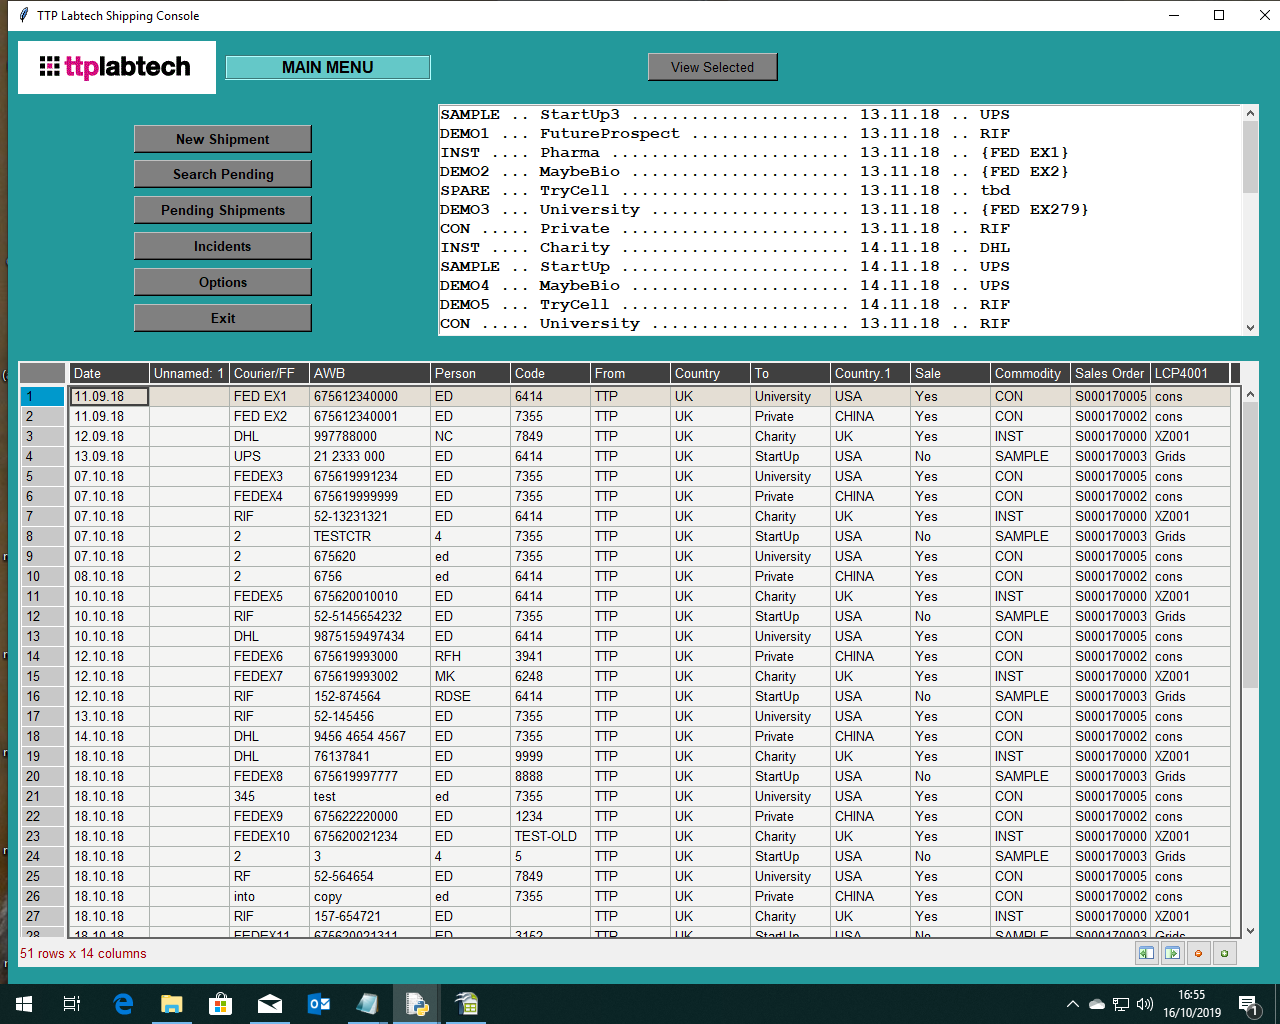 TTP Labtech Shipping Console
ttplabtech
MAIN MENU
View Selected
New Shipment
Search Pending
Pending Shipments
Incidents
Options
Exit
SAMPLE .. StartUp3 ...................... 13.11.18 .. UPS
DEMO1 ... FutureProspect ................ 13.11.18 .. RIF
INST .... Pharma ........................ 13.11.18 .. {FED EX1}
DEMO2 ... MaybeBio ...................... 13.11.18 .. {FED EX2}
SPARE ... TryCell ....................... 13.11.18 .. tbd
DEMO3 ... University .................... 13.11.18 .. {FED EX279}
CON ..... Private ....................... 13.11.18 .. RIF
INST .... Charity ....................... 14.11.18 .. DHL
SAMPLE .. StartUp ....................... 14.11.18 .. UPS
DEMO4 ... MaybeBio ...................... 14.11.18 .. UPS
DEMO5 ... TryCell ....................... 14.11.18 .. RIF
CON ..... University .................... 13.11.18 .. RIF
Date Unnamed: 1 Courier/FF AWB Person Code From Country To Country.1 Sale Commodity Sales Order LCP4001
1 11.09.18 FED EX1 675612340000 ED 6414 TTP UK University USA Yes CON S000170005 cons
2 11.09.18 FED EX2 675612340001 ED 7355 TTP UK Private CHINA Yes CON S000170002 cons
3 12.09.18 DHL 997788000 NC 7849 TTP UK Charity UK Yes INST S000170000 XZ001
4 13.09.18 UPS 21 2333 000 ED 6414 TTP UK StartUp USA No SAMPLE S000170003 Grids
5 07.10.18 FEDEX3 675619991234 ED 7355 TTP UK University USA Yes CON S000170005 cons
6 07.10.18 FEDEX4 675619999999 ED 7355 TTP UK Private CHINA Yes CON S000170002 cons
7 07.10.18 RIF 52-13231321 ED 6414 TTP UK Charity UK Yes INST S000170000 XZ001
8 07.10.18 2 TESTCTR 4 7355 TTP UK StartUp USA No SAMPLE S000170003 Grids
9 07.10.18 2 675620 ed 7355 TTP UK University USA Yes CON S000170005 cons
10 08.10.18 2 6756 ed 6414 TTP UK Private CHINA Yes CON S000170002 cons
11 10.10.18 FEDEX5 675620010010 ED 6414 TTP UK Charity UK Yes INST S000170000 XZ001
12 10.10.18 RIF 52-5145654232 ED 7355 TTP UK StartUp USA No SAMPLE S000170003 Grids
13 10.10.18 DHL 9875159497434 ED 6414 TTP UK University USA Yes CON S000170005 cons
14 12.10.18 FEDEX6 675619993000 RFH 3941 TTP UK Private CHINA Yes CON S000170002 cons
15 12.10.18 FEDEX7 675619993002 MK 6248 TTP UK Charity UK Yes INST S000170000 XZ001
16 12.10.18 RIF 152-874564 RDSE 6414 TTP UK StartUp USA No SAMPLE S000170003 Grids
17 13.10.18 RIF 52-145456 ED 7355 TTP UK University USA Yes CON S000170005 cons
18 14.10.18 DHL 9456 4654 4567 ED 7355 TTP UK Private CHINA Yes CON S000170002 cons
19 18.10.18 DHL 76137841 ED 9999 TTP UK Charity UK Yes INST S000170000 XZ001
20 18.10.18 FEDEX8 675619997777 ED 8888 TTP UK StartUp USA No SAMPLE S000170003 Grids
21 18.10.18 345 test ed 7355 TTP UK University USA Yes CON S000170005 cons
22 18.10.18 FEDEX9 675622220000 ED 1234 TTP UK Private CHINA Yes CON S000170002 cons
23 18.10.18 FEDEX10 675620021234 ED TEST-OLD TTP UK Charity UK Yes INST S000170000 XZ001
24 18.10.18 2 3 4 5 TTP UK StartUp USA No SAMPLE S000170003 Grids
25 18.10.18 RF 52-564654 ED 7849 TTP UK University USA Yes CON S000170005 cons
26 18.10.18 into copy ed 7355 TTP UK Private CHINA Yes CON S000170002 cons
27 18.10.18 RIF 157-654721 ED TTP UK Charity UK Yes INST S000170000 XZ001
28 18.10.18 FEDEX11 675620021311 ED 3152 TTP UK StartUp USA No SAMPLE S000170003 Grids
51 rows x 14 columns
16:55
16/10/2019
1